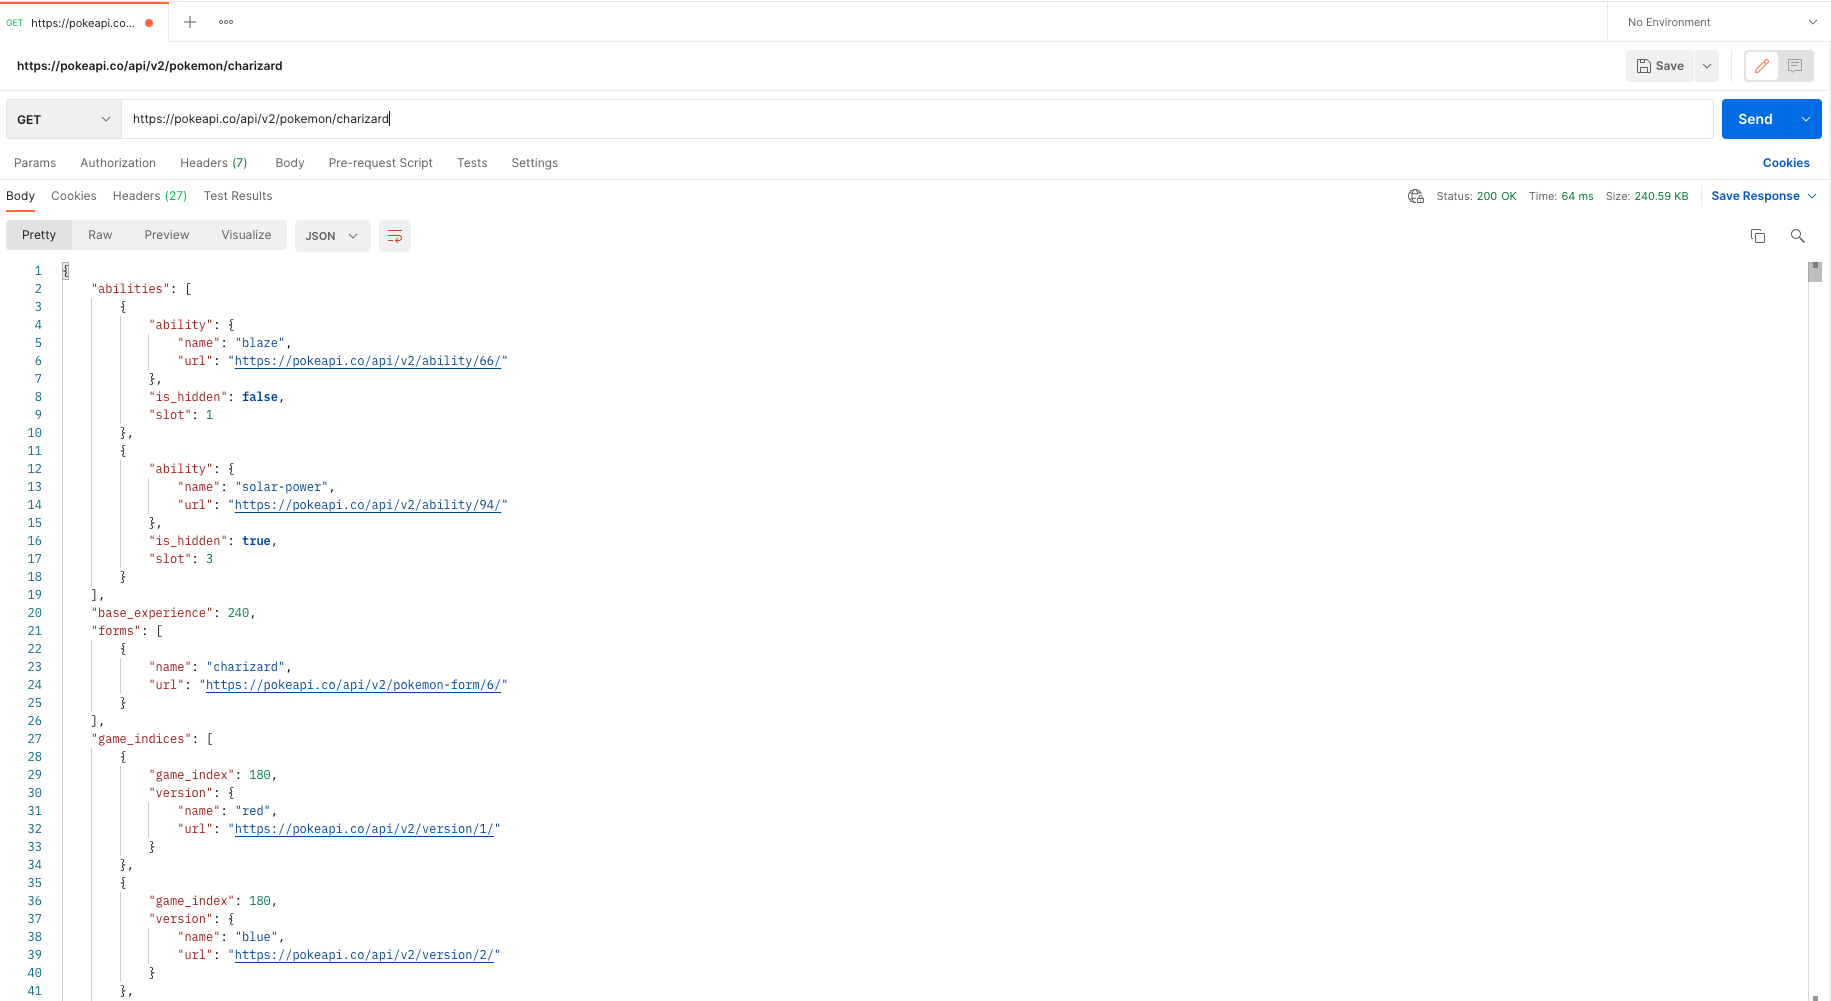 GET https://pokeapi.co... No Environment
https://pokeapi.co/api/v2/pokemon/charizard Save
GET https://pokeapi.co/api/v2/pokemon/charizard Send
Params Authorization Headers (7) Body Pre-request Script Tests Settings Cookies
Body Cookies Headers (27) Test Results Status: 200 OK Time: 64 ms Size: 240.59 KB Save Response
Pretty Raw Preview Visualize JSON
1 {
2 "abilities": [
3 {
4 "ability": {
5 "name": "blaze",
6 "url": "https://pokeapi.co/api/v2/ability/66/"
7 },
8 "is_hidden": false,
9 "slot": 1
10 },
11 {
12 "ability": {
13 "name": "solar-power",
14 "url": "https://pokeapi.co/api/v2/ability/94/"
15 },
16 "is_hidden": true,
17 "slot": 3
18 }
19 ],
20 "base_experience": 240,
21 "forms": [
22 {
23 "name": "charizard",
24 "url": "https://pokeapi.co/api/v2/pokemon-form/6/"
25 }
26 ],
27 "game_indices": [
28 {
29 "game_index": 180,
30 "version": {
31 "name": "red",
32 "url": "https://pokeapi.co/api/v2/version/1/"
33 }
34 },
35 {
36 "game_index": 180,
37 "version": {
38 "name": "blue",
39 "url": "https://pokeapi.co/api/v2/version/2/"
40 }
41 },